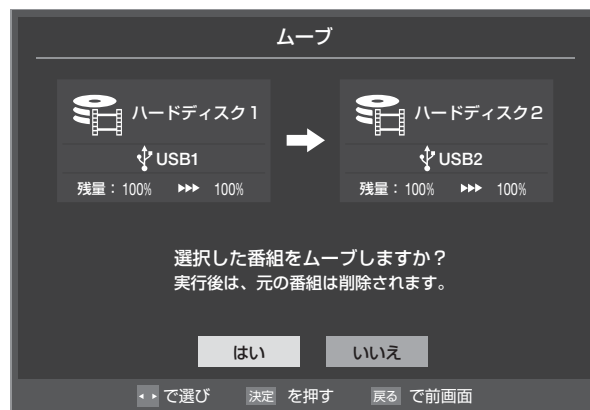 ムーブ
ハードディスク1
ハードディスク2
USB1
USB2
残量:100% ▶▶▶ 100%
残量:100% ▶▶▶ 100%
選択した番組をムーブしますか?
実行後は、元の番組は削除されます。
はい
いいえ
で選び 決定 を押す 戻る で前画面